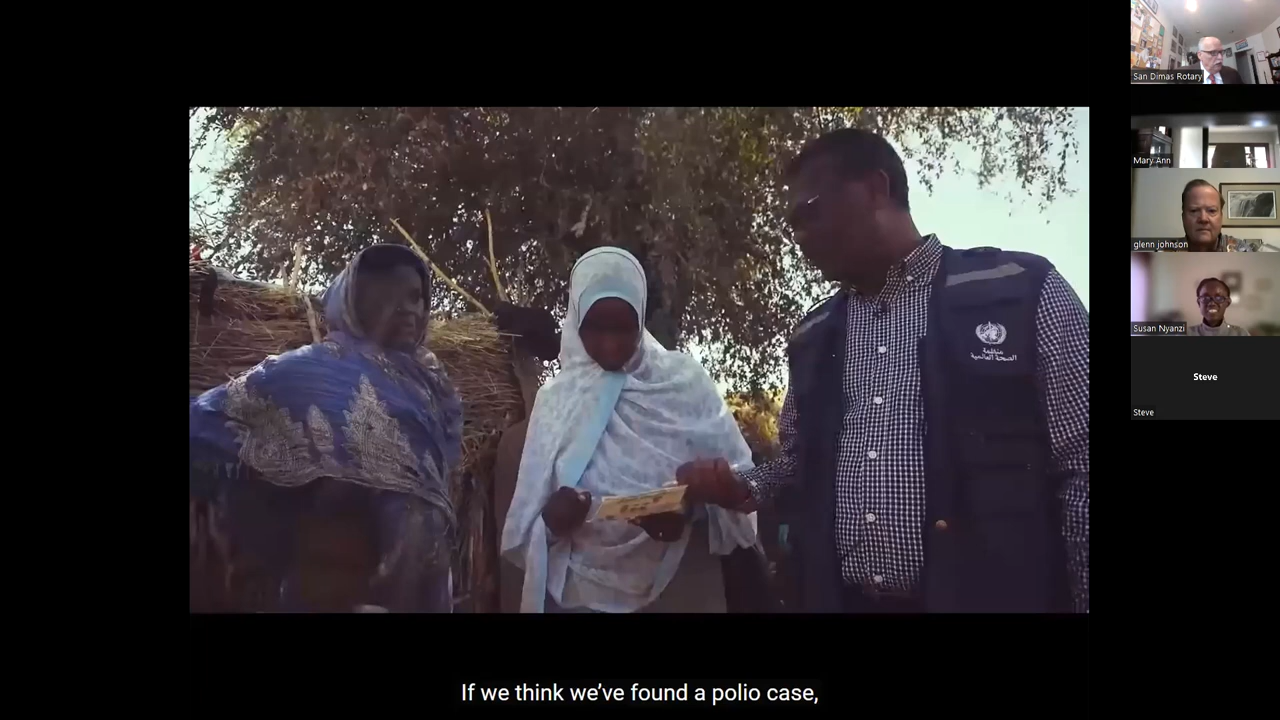 San Dimas Rotary
Mary Ann
glenn johnson
Susan Nyanzi
Steve
Steve
منظمة
الصحة العالمية
If we think we've found a polio case,